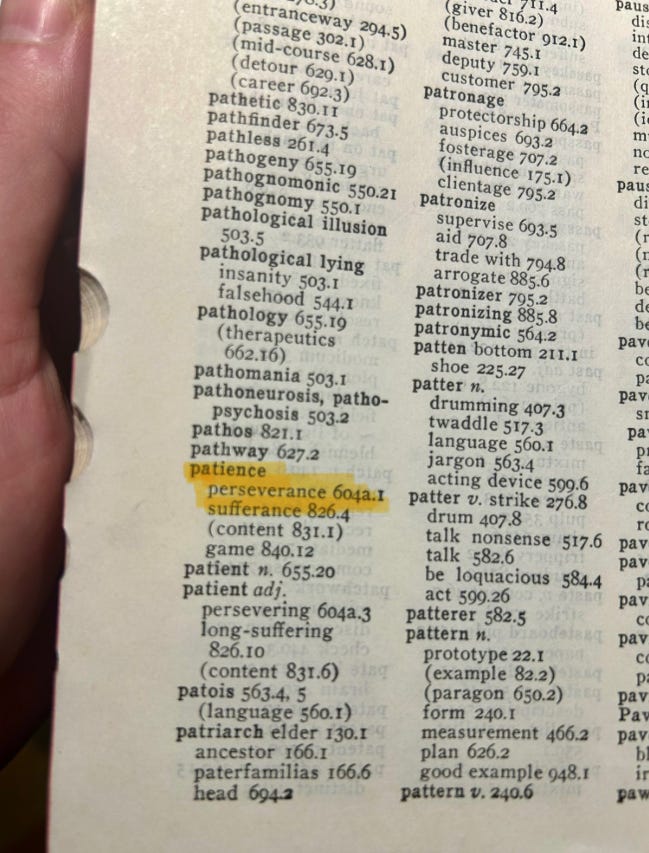 (entranceway 294.5)
(passage 302.1)
(mid-course 628.1)
(detour 629.1)
(career 692.3)
pathetic 830.11
pathfinder 673.5
pathless 261.4
pathogeny 655.19
pathognomonic 550.21
pathognomy 550.1
pathological illusion
503.5
pathological lying
insanity 503.1
falsehood 544.1
pathology 655.19
(therapeutics
662.16)
pathomania 503.1
pathoneurosis, patho-
psychosis 503.2
pathos 821.1
pathway 627.2
patience
perseverance 604a.1
sufferance 826.4
(content 831.1)
game 840.12
patient n. 655.20
patient adj.
persevering 604a.3
long-suffering
826.10
(content 831.6)
patois 563.4, 5
(language 560.1)
patriarch elder 130.1
ancestor 166.1
paterfamilias 166.6
head 694.2
711.4
(giver 816.2)
(benefactor 912.1)
master 745.1
deputy 759.1
customer 795.2
patronage
protectorship 664.2
auspices 693.2
fosterage 707.2
(influence 175.1)
clientage 795.2
patronize
supervise 693.5
aid 707.8
trade with 794.8
arrogate 885.6
patronizer 795.2
patronizing 885.8
patronymic 564.2
patten bottom 211.1
shoe 225.27
patter n.
drumming 407.3
twaddle 517.3
language 560.1
jargon 563.4
acting device 599.6
patter v. strike 276.8
drum 407.8
talk nonsense 517.6
talk 582.6
be loquacious 584.4
act 599.26
patterer 582.5
pattern n.
prototype 22.1
(example 82.2)
(paragon 650.2)
form 240.1
measurement 466.2
plan 626.2
good example 948.1
pattern v. 240.6